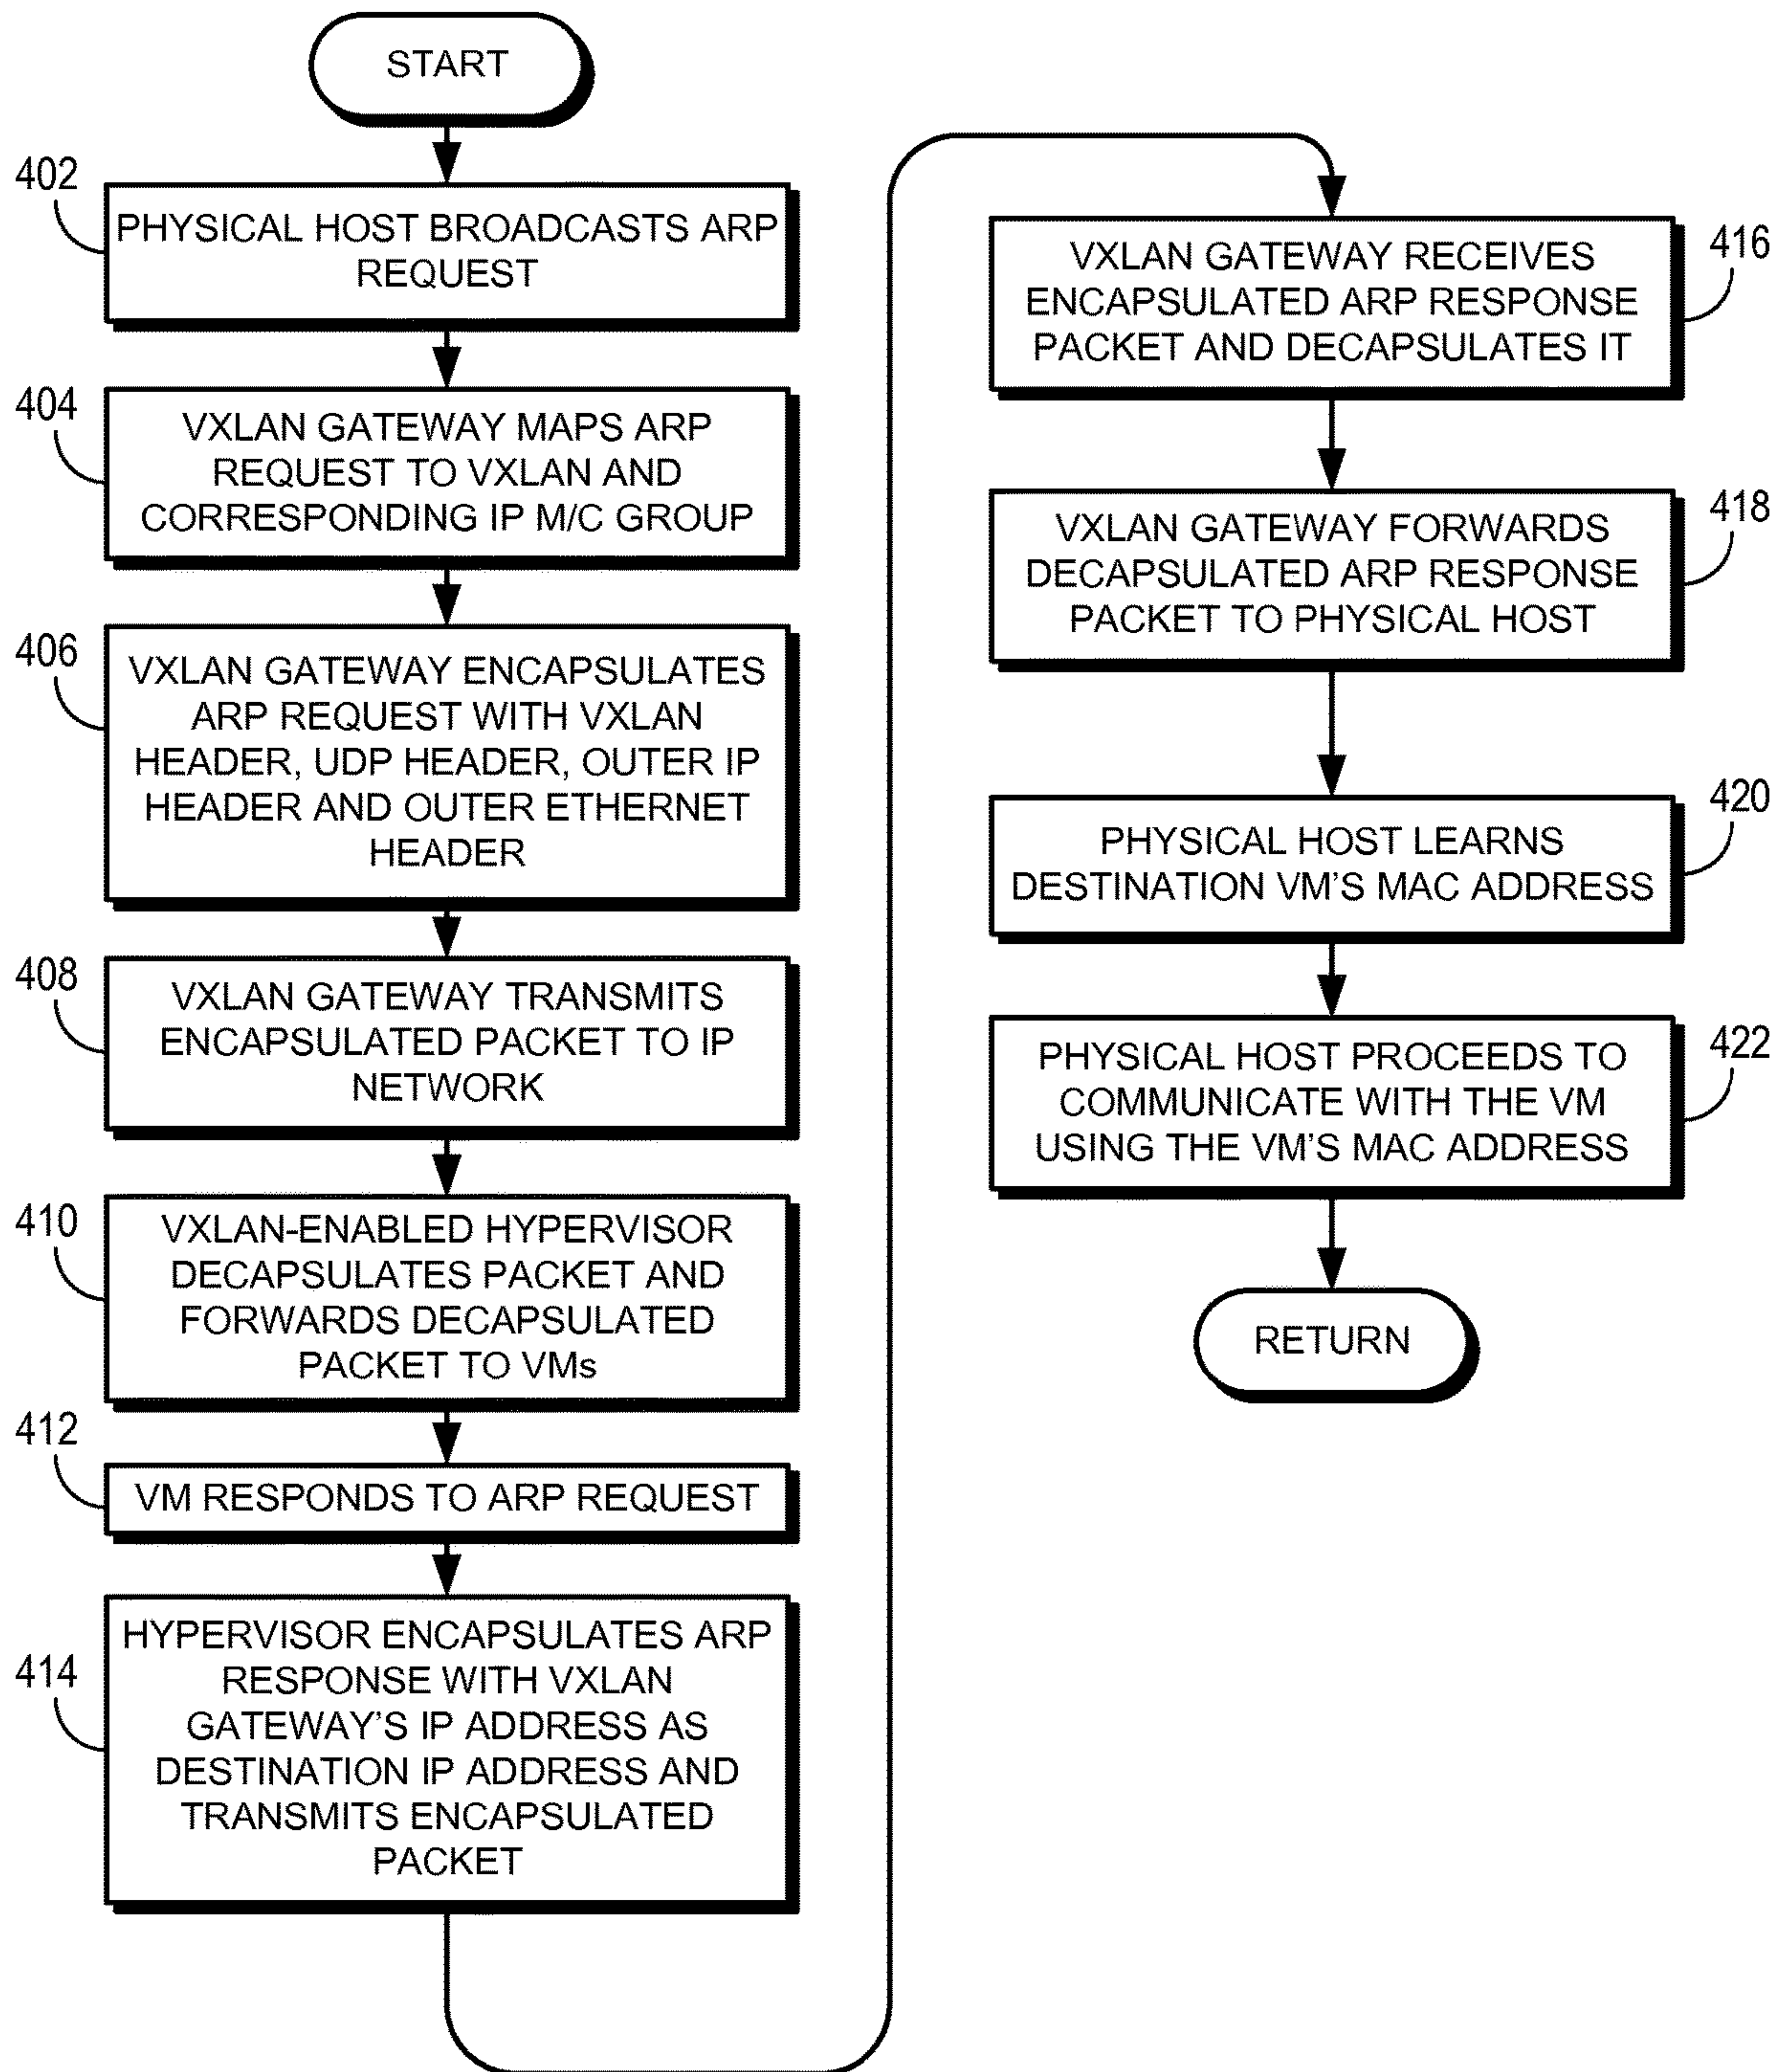 START
402
PHYSICAL HOST BROADCASTS ARP
REQUEST
404
VXLAN GATEWAY MAPS ARP
REQUEST TO VXLAN AND
CORRESPONDING IP M/C GROUP
406
VXLAN GATEWAY ENCAPSULATES
ARP REQUEST WITH VXLAN
HEADER, UDP HEADER, OUTER IP
HEADER AND OUTER ETHERNET
HEADER
408
VXLAN GATEWAY TRANSMITS
ENCAPSULATED PACKET TO IP
NETWORK
410
VXLAN-ENABLED HYPERVISOR
DECAPSULATES PACKET AND
FORWARDS DECAPSULATED
PACKET TO VMs
412
VM RESPONDS TO ARP REQUEST
414
HYPERVISOR ENCAPSULATES ARP
RESPONSE WITH VXLAN
GATEWAY'S IP ADDRESS AS
DESTINATION IP ADDRESS AND
TRANSMITS ENCAPSULATED
PACKET
416
VXLAN GATEWAY RECEIVES
ENCAPSULATED ARP RESPONSE
PACKET AND DECAPSULATES IT
418
VXLAN GATEWAY FORWARDS
DECAPSULATED ARP RESPONSE
PACKET TO PHYSICAL HOST
420
PHYSICAL HOST LEARNS
DESTINATION VM'S MAC ADDRESS
422
PHYSICAL HOST PROCEEDS TO
COMMUNICATE WITH THE VM
USING THE VM'S MAC ADDRESS
RETURN